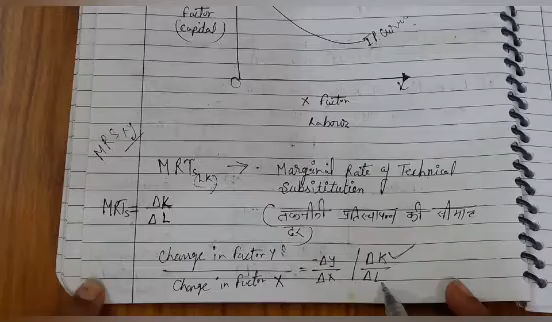 Factor
(Capital)
IP Curve
X
X Factor
Labour
MRTS(LK) → Marginal Rate of Technical
Substitution
MRTS = ΔK
ΔL
(तकनीकी प्रतिस्थापन की सीमांत
दर)
Change in Factor Y
Change in Factor X
= -Δy / ΔK
Δx ΔL